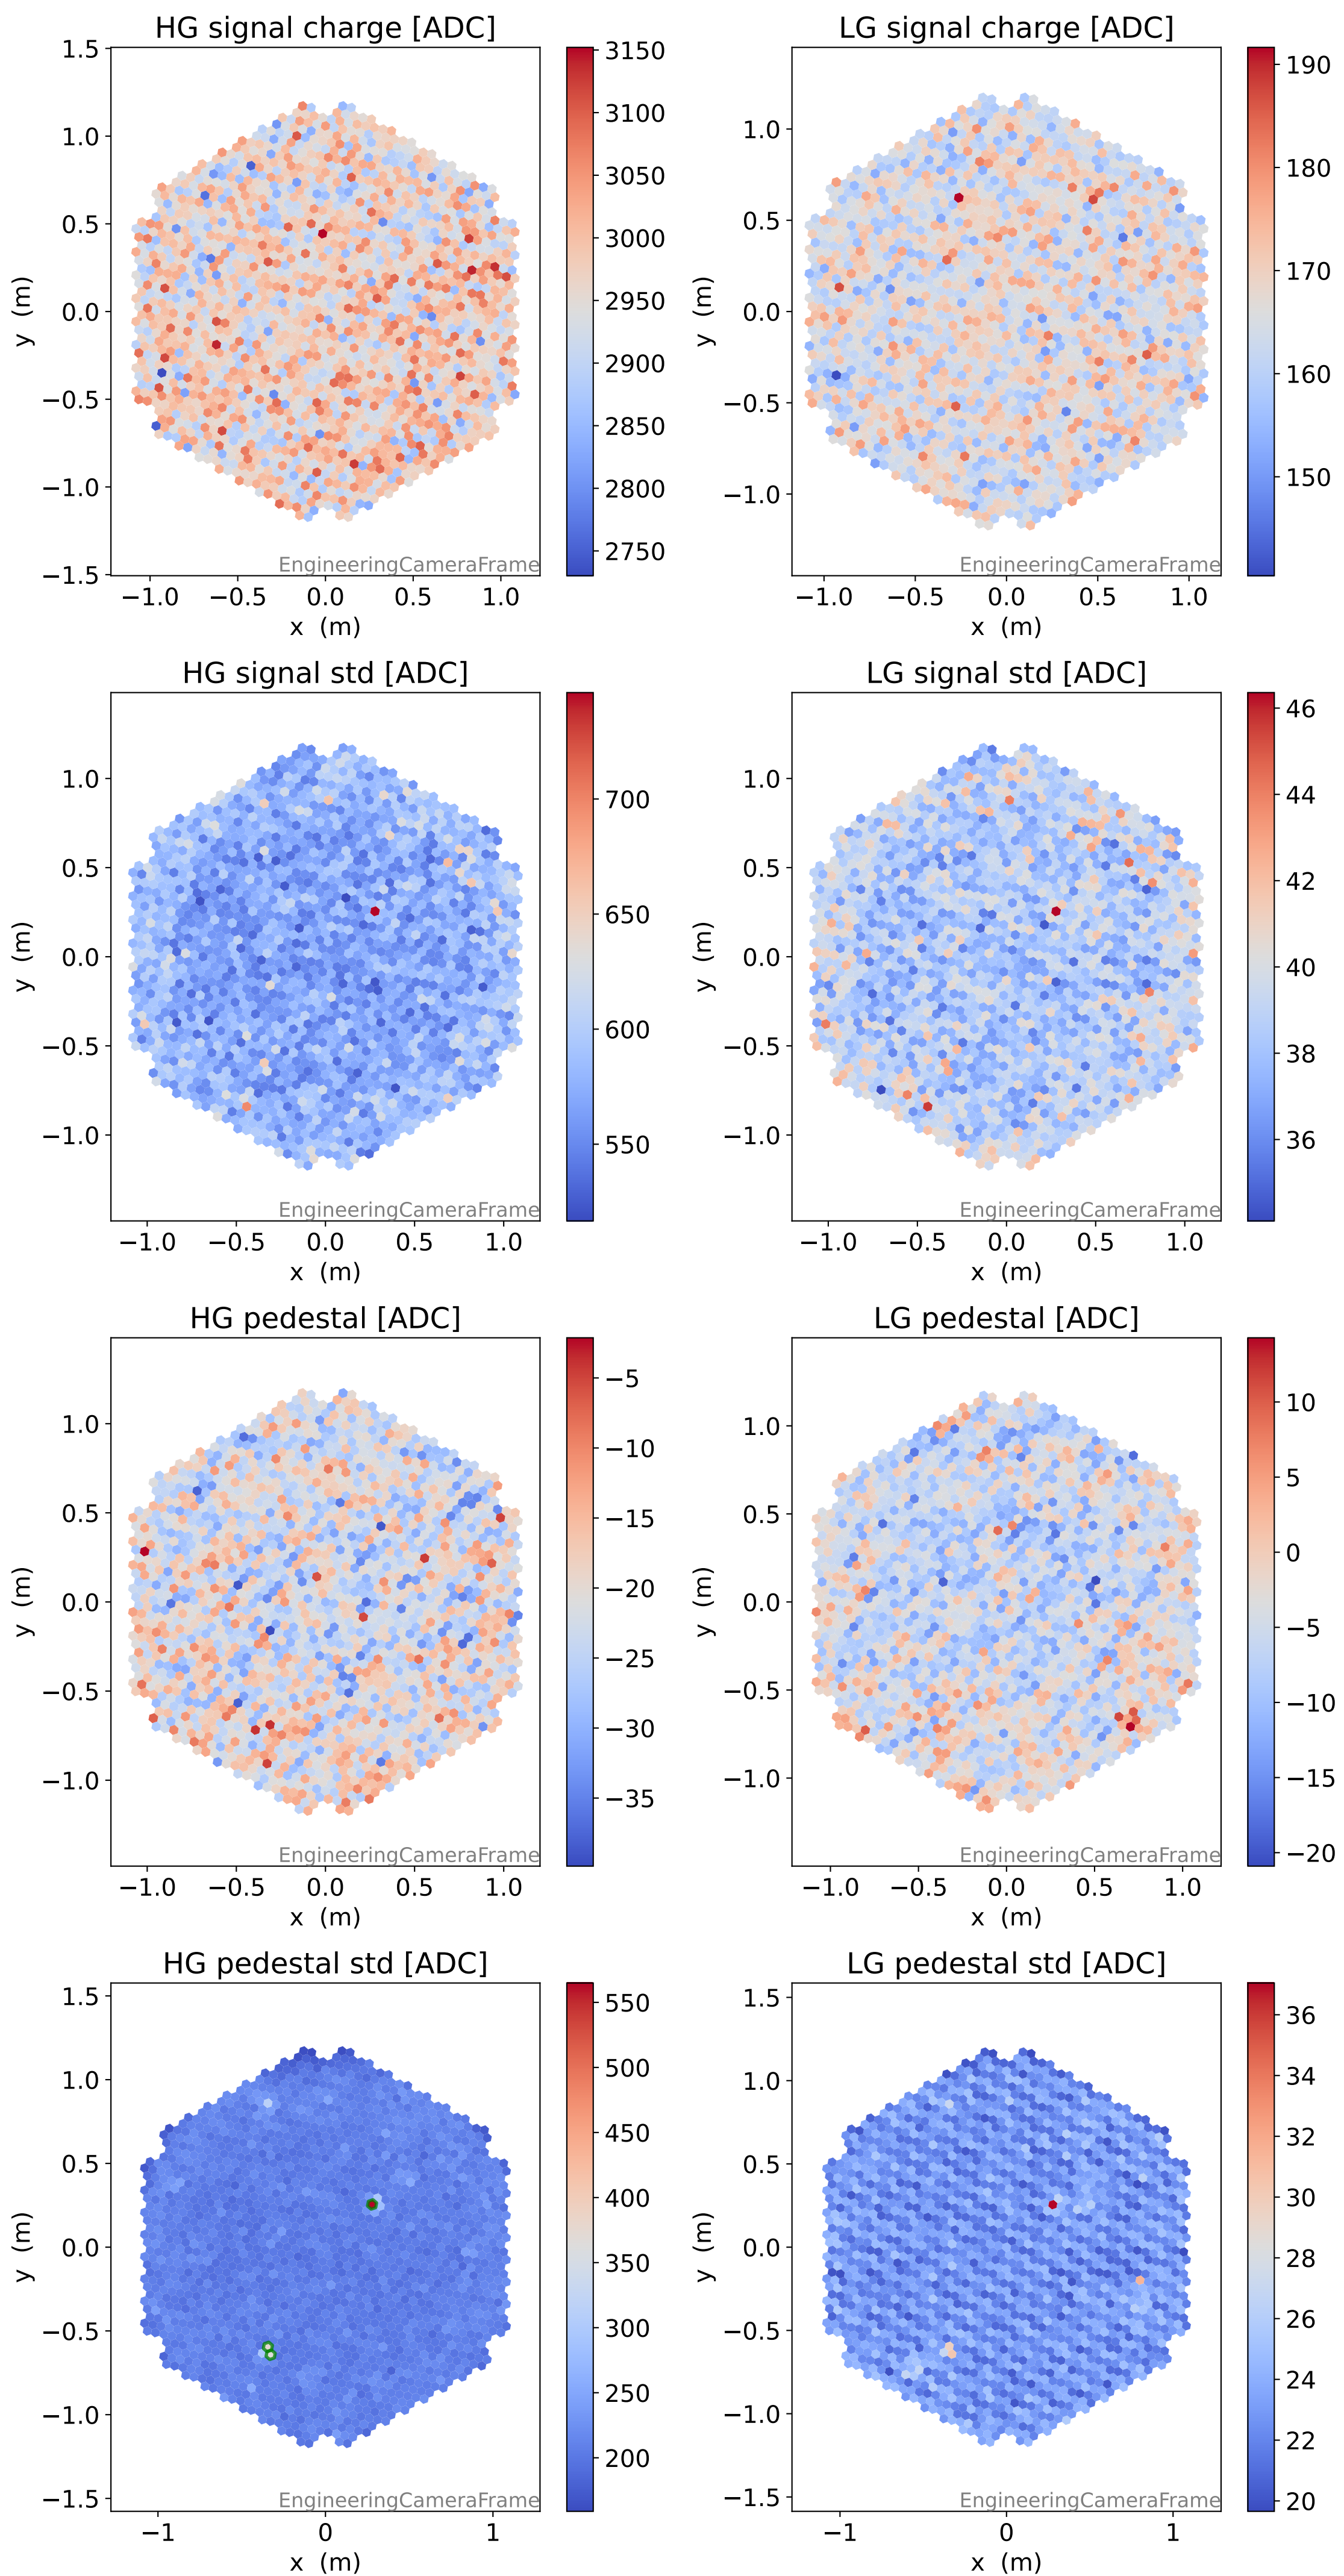 HG signal charge [ADC]
1.5
1.0
0.5
0.0
−0.5
−1.0
−1.5
y (m)
−1.0 −0.5 0.0 0.5 1.0
x (m)
EngineeringCameraFrame
3150
3100
3050
3000
2950
2900
2850
2800
2750
LG signal charge [ADC]
1.0
0.5
0.0
−0.5
−1.0
y (m)
−1.0 −0.5 0.0 0.5 1.0
x (m)
EngineeringCameraFrame
190
180
170
160
150
HG signal std [ADC]
1.0
0.5
0.0
−0.5
−1.0
y (m)
−1.0 −0.5 0.0 0.5 1.0
x (m)
EngineeringCameraFrame
700
650
600
550
LG signal std [ADC]
1.0
0.5
0.0
−0.5
−1.0
y (m)
−1.0 −0.5 0.0 0.5 1.0
x (m)
EngineeringCameraFrame
46
44
42
40
38
36
HG pedestal [ADC]
1.0
0.5
0.0
−0.5
−1.0
y (m)
−1.0 −0.5 0.0 0.5 1.0
x (m)
EngineeringCameraFrame
−5
−10
−15
−20
−25
−30
−35
LG pedestal [ADC]
1.0
0.5
0.0
−0.5
−1.0
y (m)
−1.0 −0.5 0.0 0.5 1.0
x (m)
EngineeringCameraFrame
10
5
0
−5
−10
−15
−20
HG pedestal std [ADC]
1.5
1.0
0.5
0.0
−0.5
−1.0
−1.5
y (m)
−1 0 1
x (m)
EngineeringCameraFrame
550
500
450
400
350
300
250
200
LG pedestal std [ADC]
1.5
1.0
0.5
0.0
−0.5
−1.0
−1.5
y (m)
−1 0 1
x (m)
EngineeringCameraFrame
36
34
32
30
28
26
24
22
20